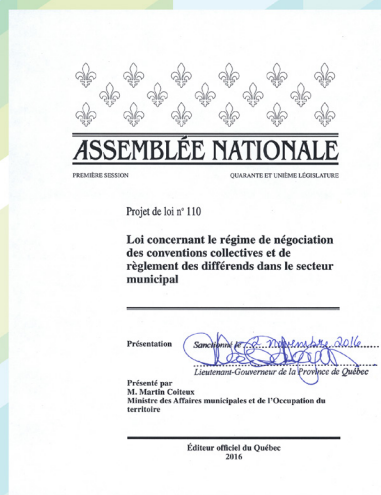 ASSEMBLÉE NATIONALE
PREMIÈRE SESSION QUARANTE ET UNIÈME LÉGISLATURE
Projet de loi nº 110
Loi concernant le régime de négociation
des conventions collectives et de
règlement des différends dans le secteur
municipal
Présentation
Sanctionné le 2 novembre 2016
Lieutenant-Gouverneur de la Province de Québec
Présenté par
M. Martin Coiteux
Ministre des Affaires municipales et de l'Occupation du
territoire
Éditeur officiel du Québec
2016